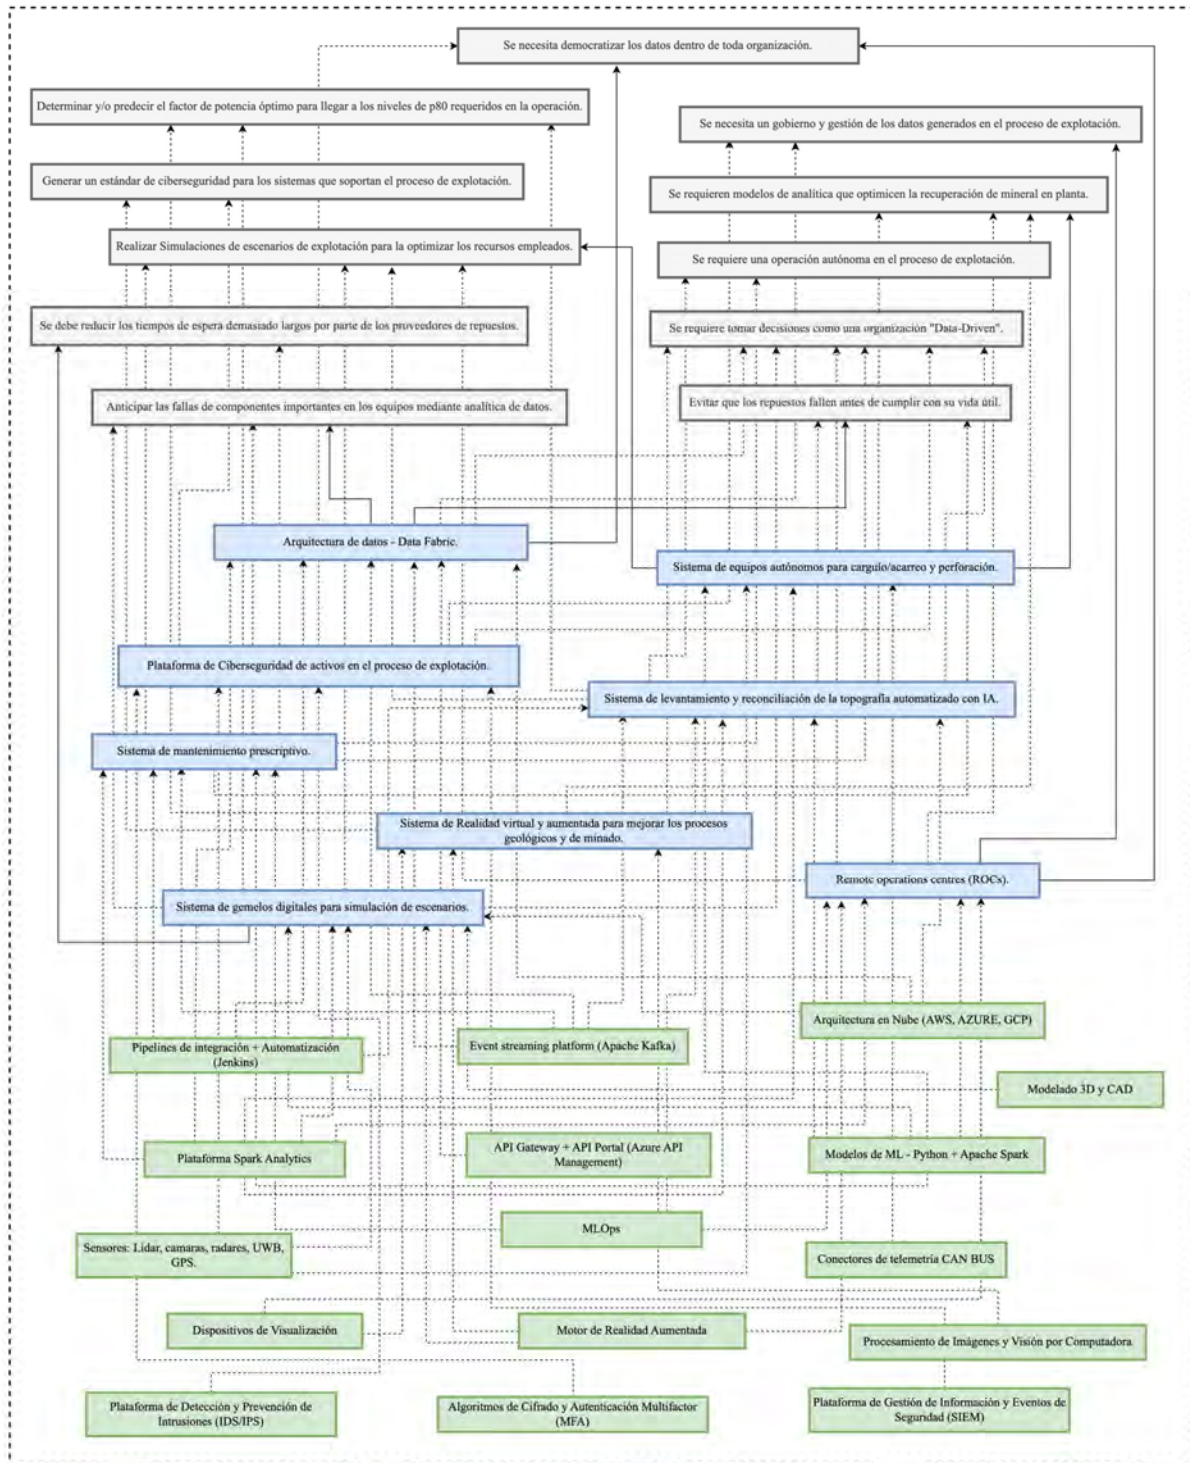 Se necesita democratizar los datos dentro de toda organización.
Determinar y/o predecir el factor de potencia óptimo para llegar a los niveles de p80 requeridos en la operación.
Se necesita un gobierno y gestión de los datos generados en el proceso de explotación.
Generar un estándar de ciberseguridad para los sistemas que soportan el proceso de explotación.
Se requieren modelos de analítica que optimicen la recuperación de mineral en planta.
Realizar Simulaciones de escenarios de explotación para la optimizar los recursos empleados.
Se requiere una operación autónoma en el proceso de explotación.
Se debe reducir los tiempos de espera demasiado largos por parte de los proveedores de repuestos.
Se requiere tomar decisiones como una organización "Data-Driven".
Anticipar las fallas de componentes importantes en los equipos mediante analítica de datos.
Evitar que los repuestos fallen antes de cumplir con su vida útil.
Arquitectura de datos - Data Fabric.
Sistema de equipos autónomos para carguío/acarreo y perforación.
Plataforma de Ciberseguridad de activos en el proceso de explotación.
Sistema de levantamiento y reconciliación de la topografía automatizado con IA.
Sistema de mantenimiento prescriptivo.
Sistema de Realidad virtual y aumentada para mejorar los procesos
geológicos y de minado.
Remote operations centres (ROCs).
Sistema de gemelos digitales para simulación de escenarios.
Arquitectura en Nube (AWS, AZURE, GCP)
Pipelines de integración + Automatización
(Jenkins)
Event streaming platform (Apache Kafka)
Modelado 3D y CAD
Plataforma Spark Analytics
API Gateway + API Portal (Azure API
Management)
Modelos de ML - Python + Apache Spark
MLOps
Sensores: Lidar, camaras, radares, UWB,
GPS.
Conectores de telemetría CAN BUS
Dispositivos de Visualización
Motor de Realidad Aumentada
Procesamiento de Imágenes y Visión por Computadora
Plataforma de Detección y Prevención de
Intrusiones (IDS/IPS)
Algoritmos de Cifrado y Autenticación Multifactor
(MFA)
Plataforma de Gestión de Información y Eventos de
Seguridad (SIEM)